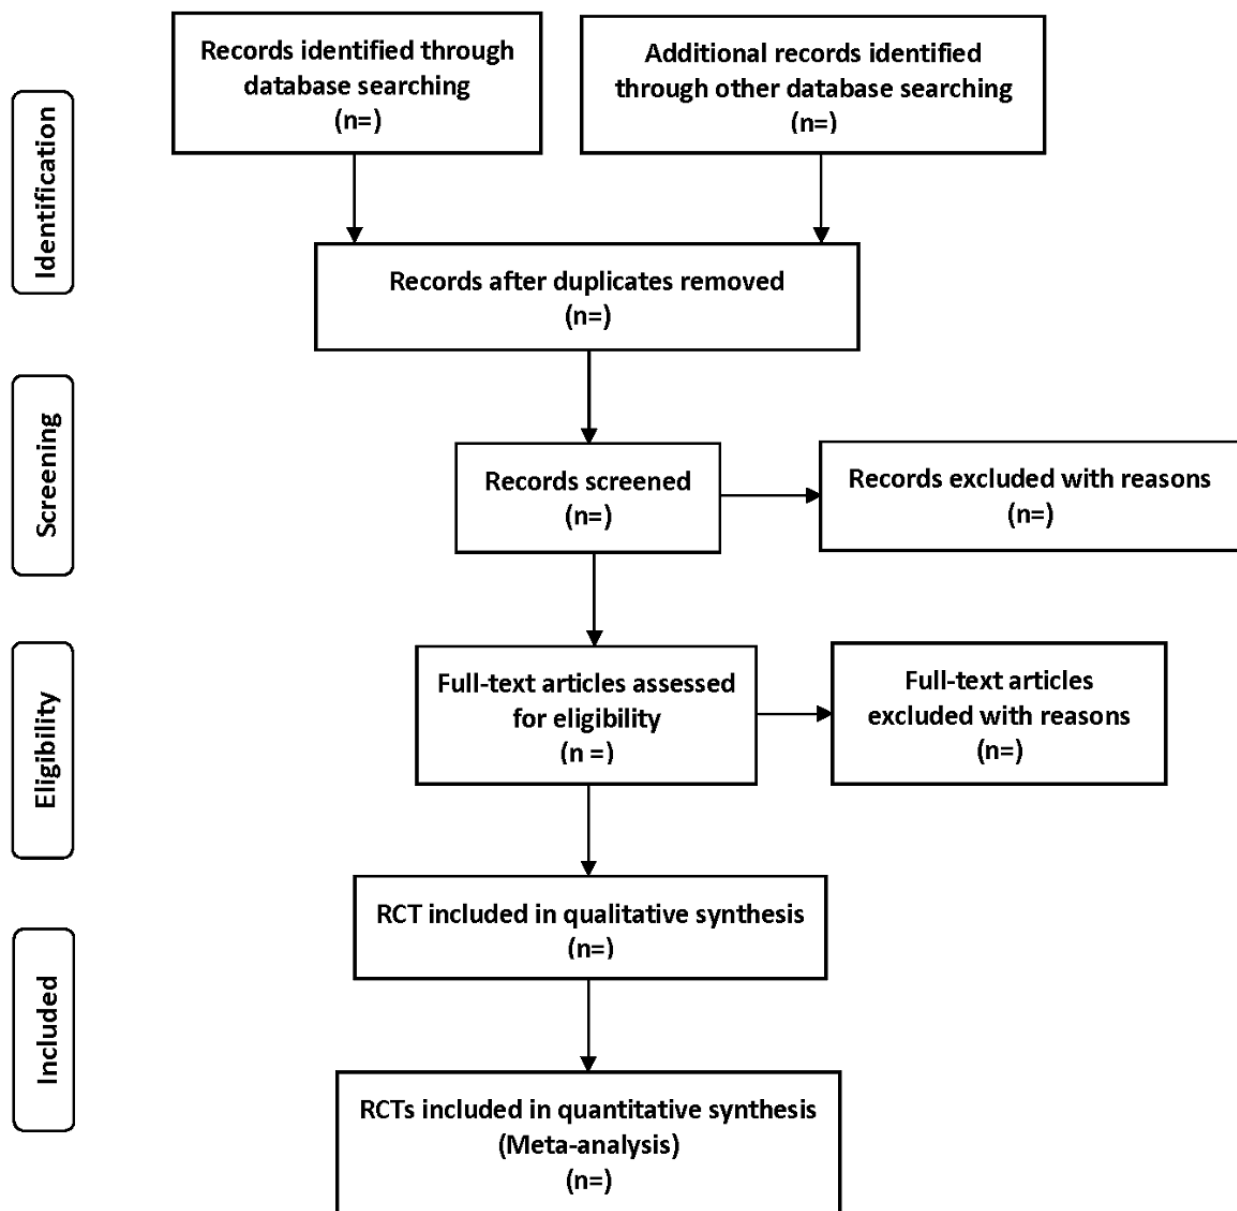 Identification
Records identified through
database searching
(n=)
Additional records identified
through other database searching
(n=)
Records after duplicates removed
(n=)
Screening
Records screened
(n=)
Records excluded with reasons
(n=)
Eligibility
Full-text articles assessed
for eligibility
(n =)
Full-text articles
excluded with reasons
(n=)
Included
RCT included in qualitative synthesis
(n=)
RCTs included in quantitative synthesis
(Meta-analysis)
(n=)